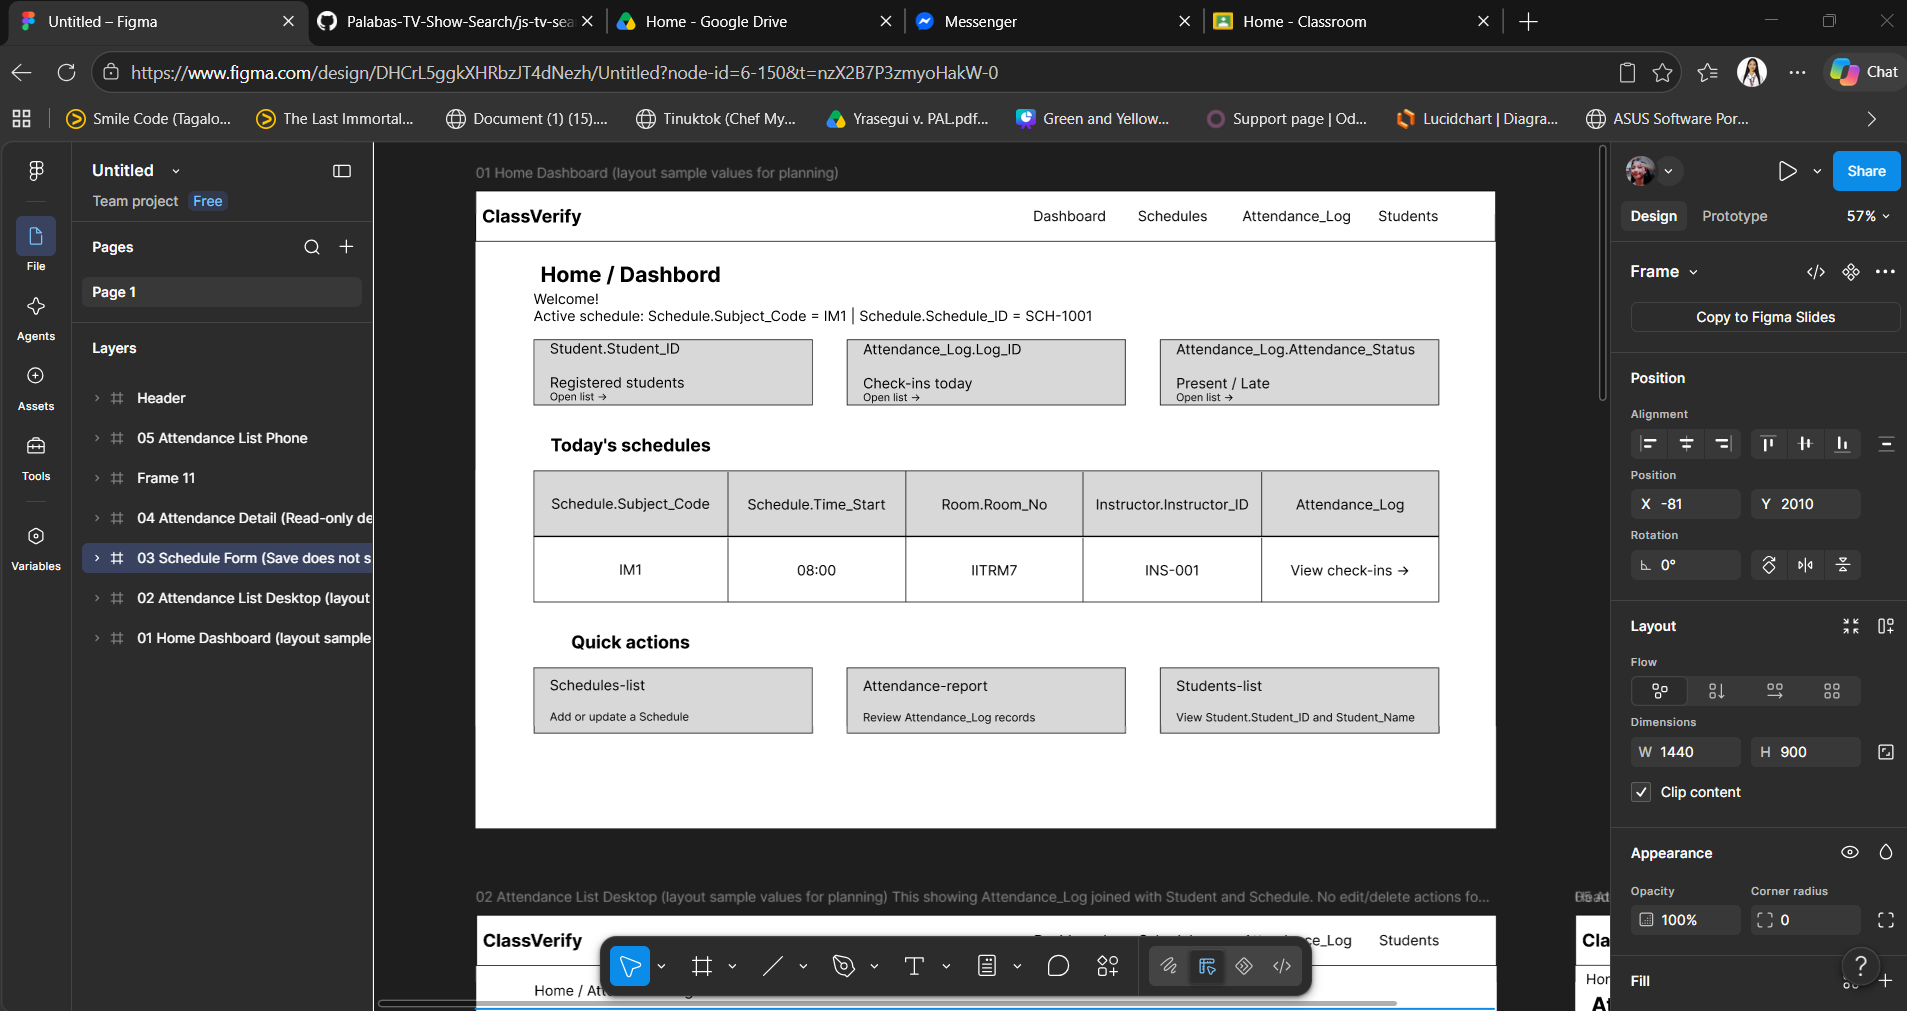 Untitled – Figma
Palabas-TV-Show-Search/js-tv-sea
Home - Google Drive
Messenger
Home - Classroom
https://www.figma.com/design/DHCrL5ggkXHRbzJT4dNezh/Untitled?node-id=6-150&t=nzX2B7P3zmyoHakW-0
Chat
Smile Code (Tagalo...
The Last Immortal...
Document (1) (15)....
Tinuktok (Chef My...
Yrasegui v. PAL.pdf...
Green and Yellow...
Support page | Od...
Lucidchart | Diagra...
ASUS Software Por...
File
Agents
Assets
Tools
Variables
Untitled
Team project Free
Pages
Page 1
Layers
Header
05 Attendance List Phone
Frame 11
04 Attendance Detail (Read-only de
03 Schedule Form (Save does not s
02 Attendance List Desktop (layout
01 Home Dashboard (layout sample
01 Home Dashboard (layout sample values for planning)
ClassVerify
Dashboard Schedules Attendance_Log Students
Home / Dashbord
Welcome!
Active schedule: Schedule.Subject_Code = IM1 | Schedule.Schedule_ID = SCH-1001
Student.Student_ID
Registered students
Open list →
Attendance_Log.Log_ID
Check-ins today
Open list →
Attendance_Log.Attendance_Status
Present / Late
Open list →
Today's schedules
Schedule.Subject_Code Schedule.Time_Start Room.Room_No Instructor.Instructor_ID Attendance_Log
IM1 08:00 IITRM7 INS-001 View check-ins →
Quick actions
Schedules-list
Add or update a Schedule
Attendance-report
Review Attendance_Log records
Students-list
View Student.Student_ID and Student_Name
02 Attendance List Desktop (layout sample values for planning) This showing Attendance_Log joined with Student and Schedule. No edit/delete actions fo...
ClassVerify
ce_Log Students
Home / Att
Cla
Hor
At
Share
Design Prototype 57%
Frame
Copy to Figma Slides
Position
Alignment
Position
X -81 Y 2010
Rotation
0°
Layout
Flow
Dimensions
W 1440 H 900
Clip content
Appearance
Opacity Corner radius
100% 0
Fill
?